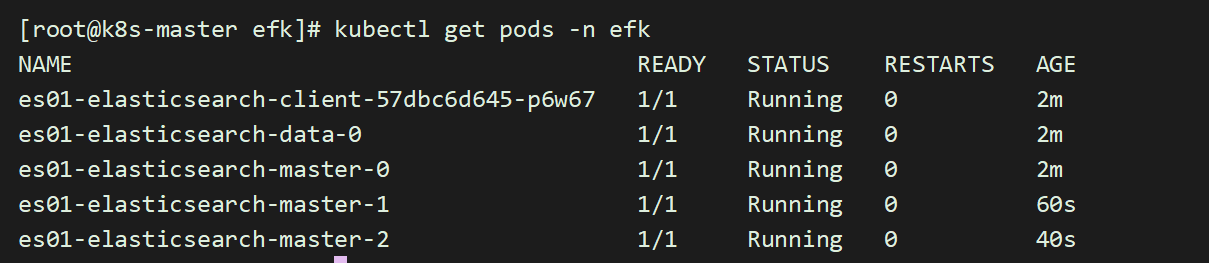 [root@k8s-master efk]# kubectl get pods -n efk
NAME READY STATUS RESTARTS AGE
es01-elasticsearch-client-57dbc6d645-p6w67 1/1 Running 0 2m
es01-elasticsearch-data-0 1/1 Running 0 2m
es01-elasticsearch-master-0 1/1 Running 0 2m
es01-elasticsearch-master-1 1/1 Running 0 60s
es01-elasticsearch-master-2 1/1 Running 0 40s